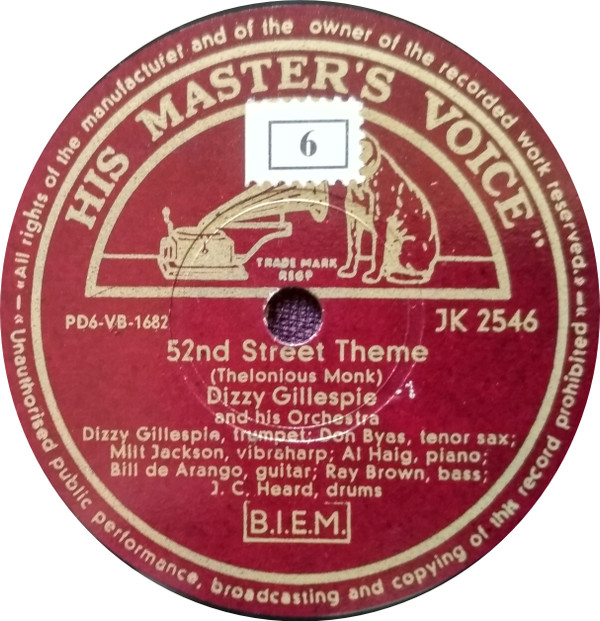 "HIS MASTER'S VOICE"
6
TRADE MARK
REGD
PD6-VB-1682
JK 2546
52nd Street Theme
(Thelonious Monk)
Dizzy Gillespie
and his Orchestra
Dizzy Gillespie, trumpet; Don Byas, tenor sax;
Milt Jackson, vibraharp; Al Haig, piano;
Bill de Arango, guitar; Ray Brown, bass;
J. C. Heard, drums
B.I.E.M.
«All rights of the manufacturer and of the owner of the recorded work reserved.» — «Unauthorised public performance, broadcasting and copying of this record prohibited» —